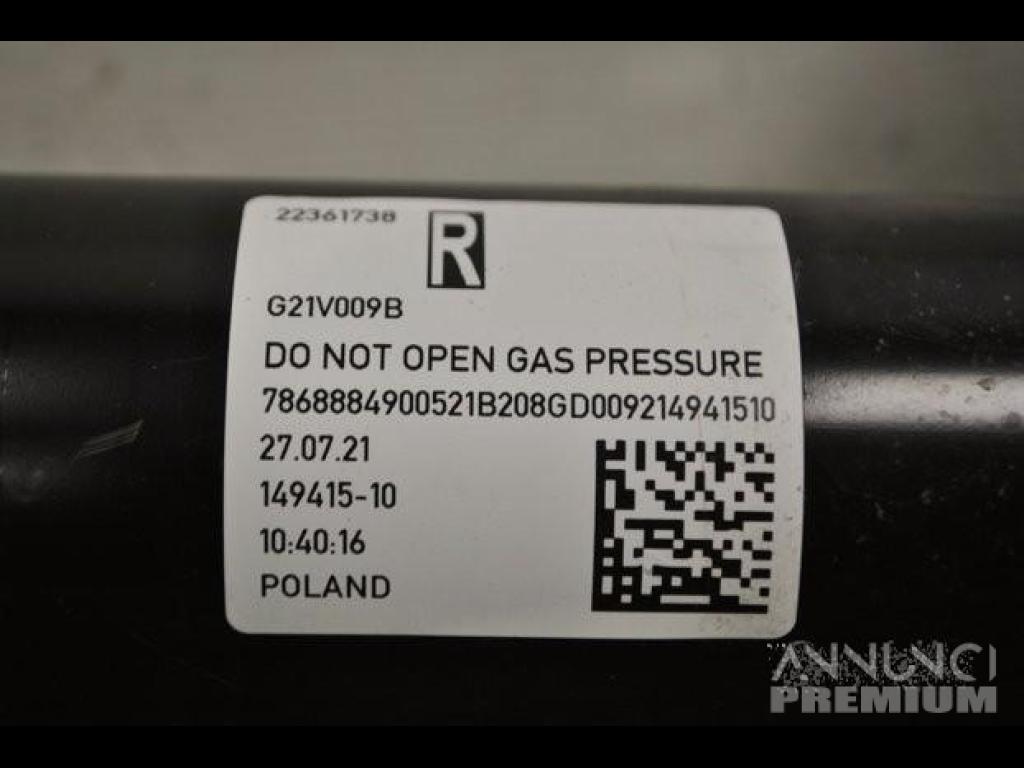 22361738
R
G21V009B
DO NOT OPEN GAS PRESSURE
7868884900521B208GD009214941510
27.07.21
149415-10
10:40:16
POLAND
ANNUNCI
PREMIUM